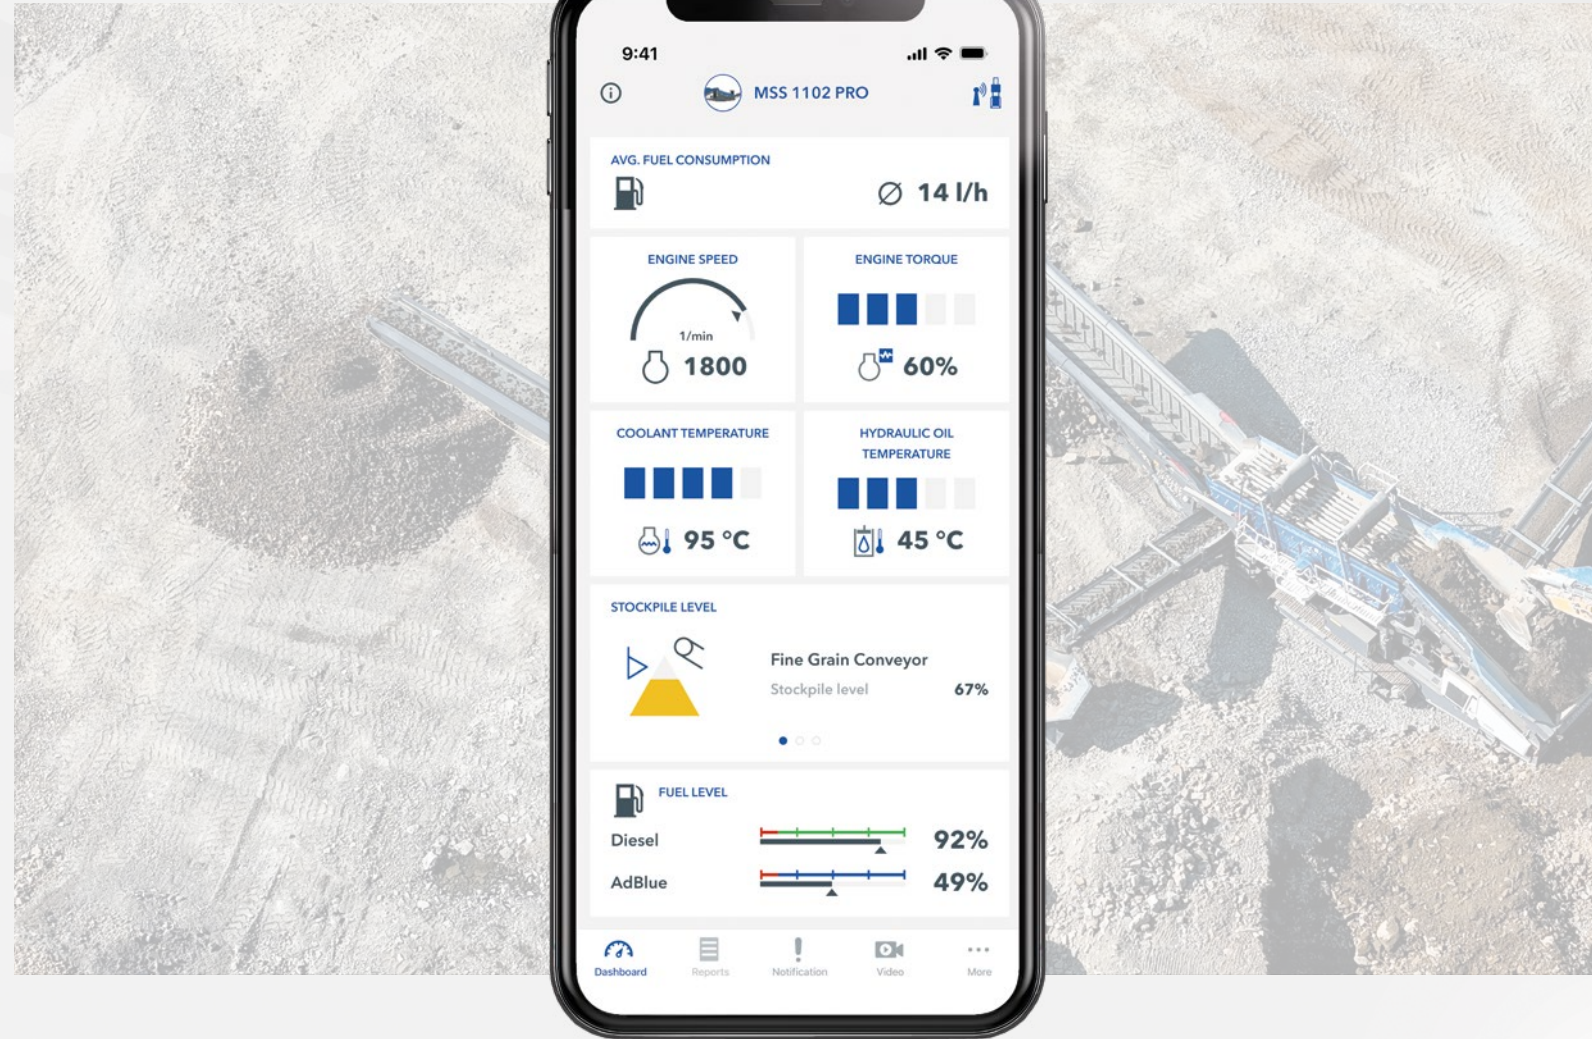 9:41
MSS 1102 PRO
AVG. FUEL CONSUMPTION
Ø 14 l/h
ENGINE SPEED
1/min
1800
ENGINE TORQUE
60%
COOLANT TEMPERATURE
95 °C
HYDRAULIC OIL
TEMPERATURE
45 °C
STOCKPILE LEVEL
Fine Grain Conveyor
Stockpile level 67%
FUEL LEVEL
Diesel 92%
AdBlue 49%
Dashboard Reports Notification Video More